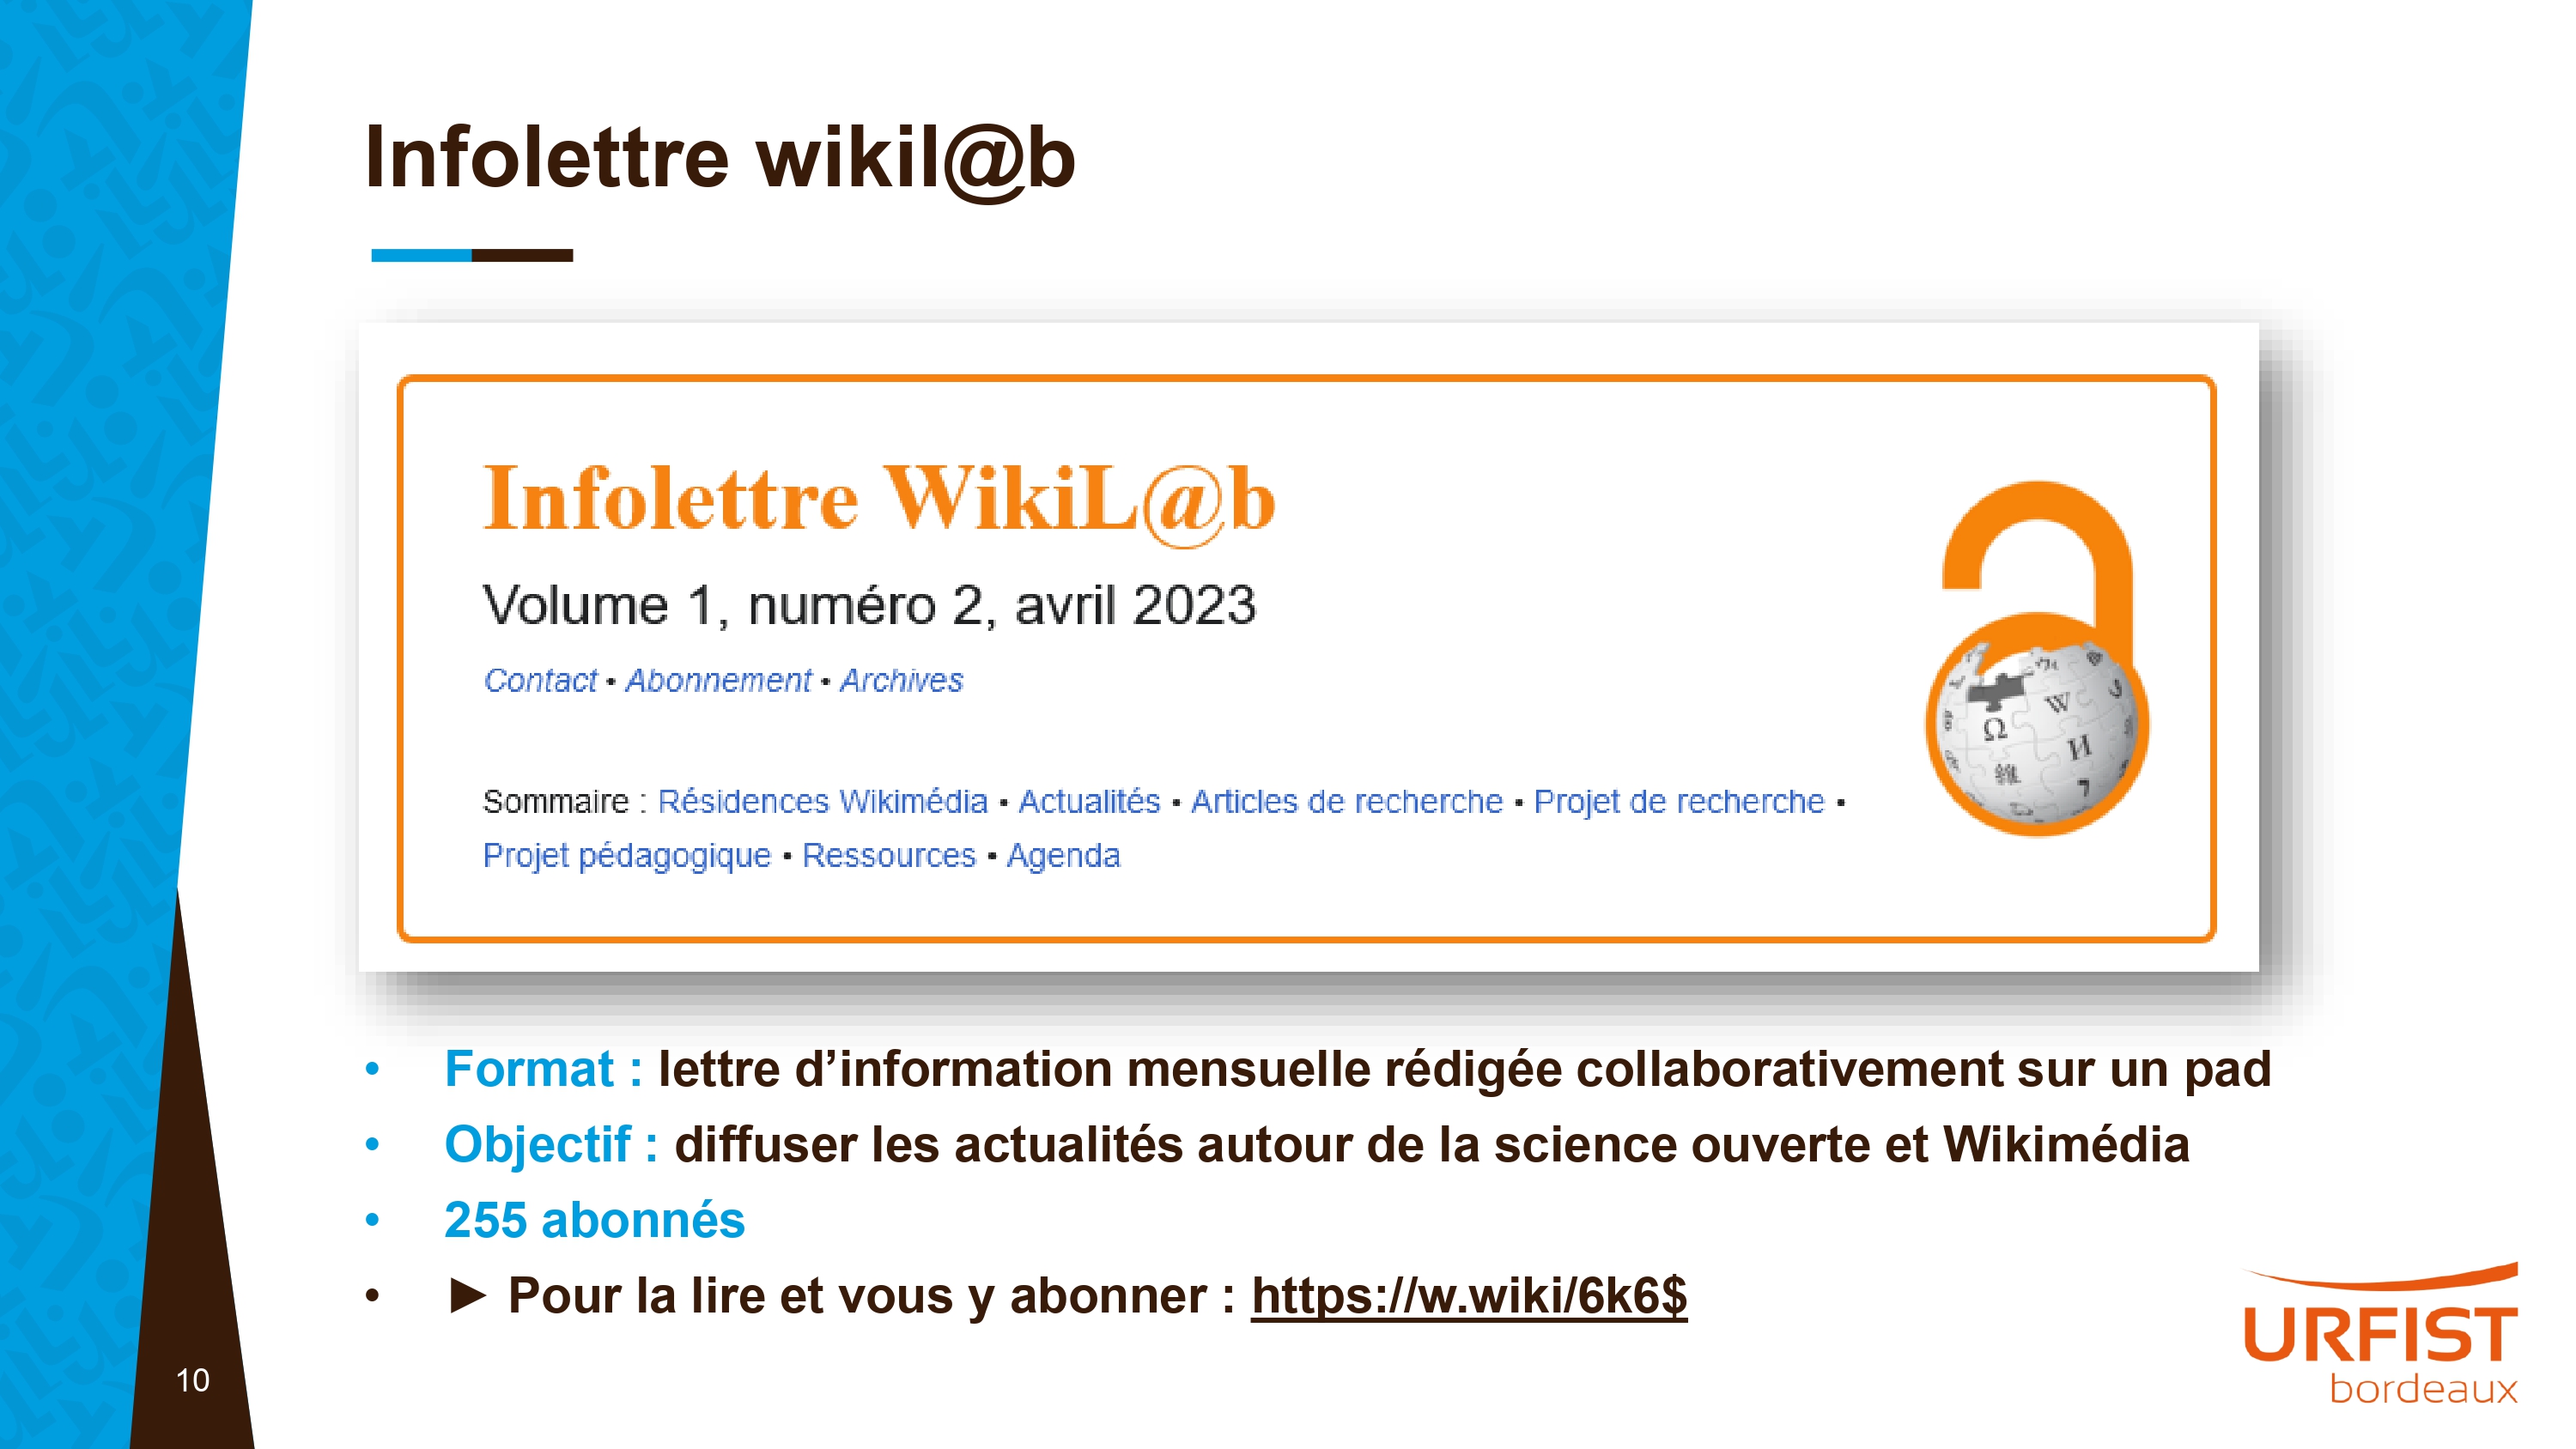 Infolettre wikil@b
Infolettre WikiL@b
Volume 1, numéro 2, avril 2023
Contact • Abonnement • Archives
Sommaire : Résidences Wikimédia • Actualités • Articles de recherche • Projet de recherche •
Projet pédagogique • Ressources • Agenda
Ω W И
維 7
• Format : lettre d’information mensuelle rédigée collaborativement sur un pad
• Objectif : diffuser les actualités autour de la science ouverte et Wikimédia
• 255 abonnés
• ► Pour la lire et vous y abonner : https://w.wiki/6k6$
10
URFIST
bordeaux